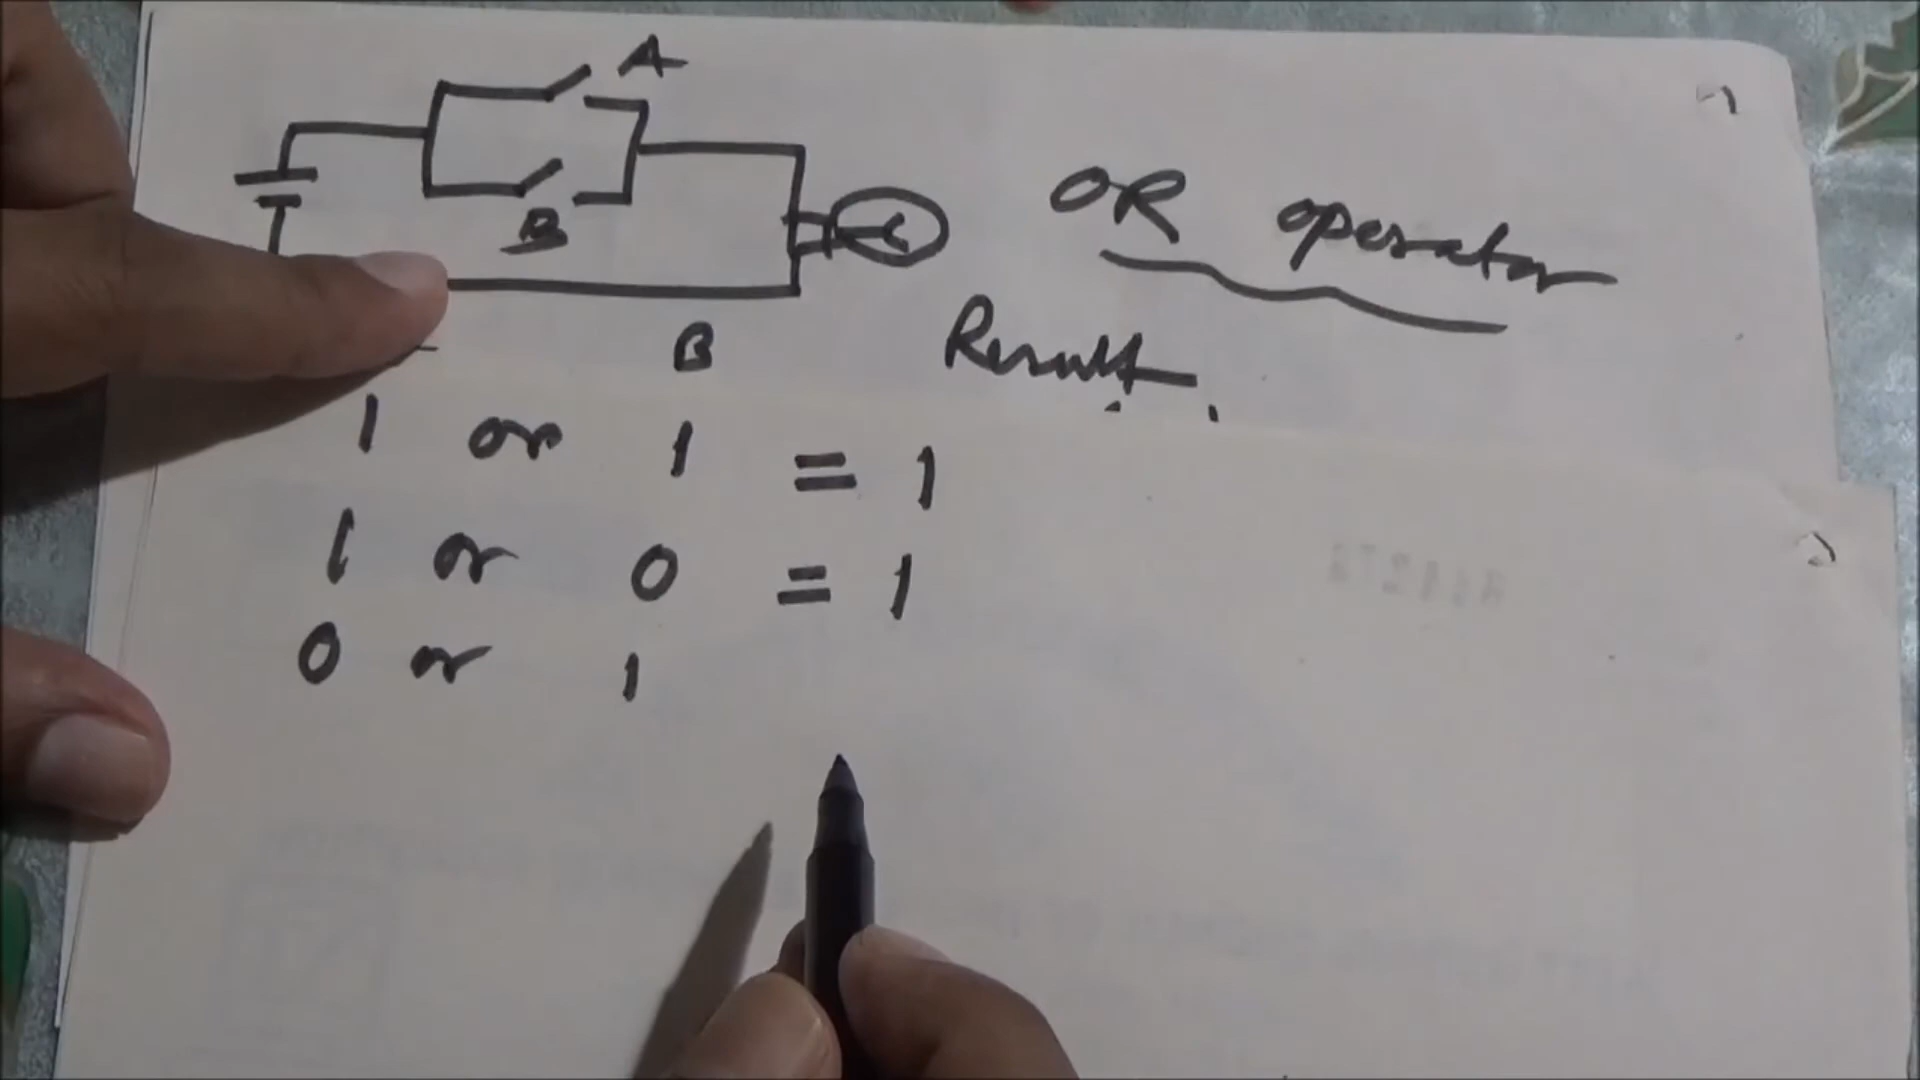 A
B
OR operator
B Result
1 or 1 = 1
1 or 0 = 1
0 or 1